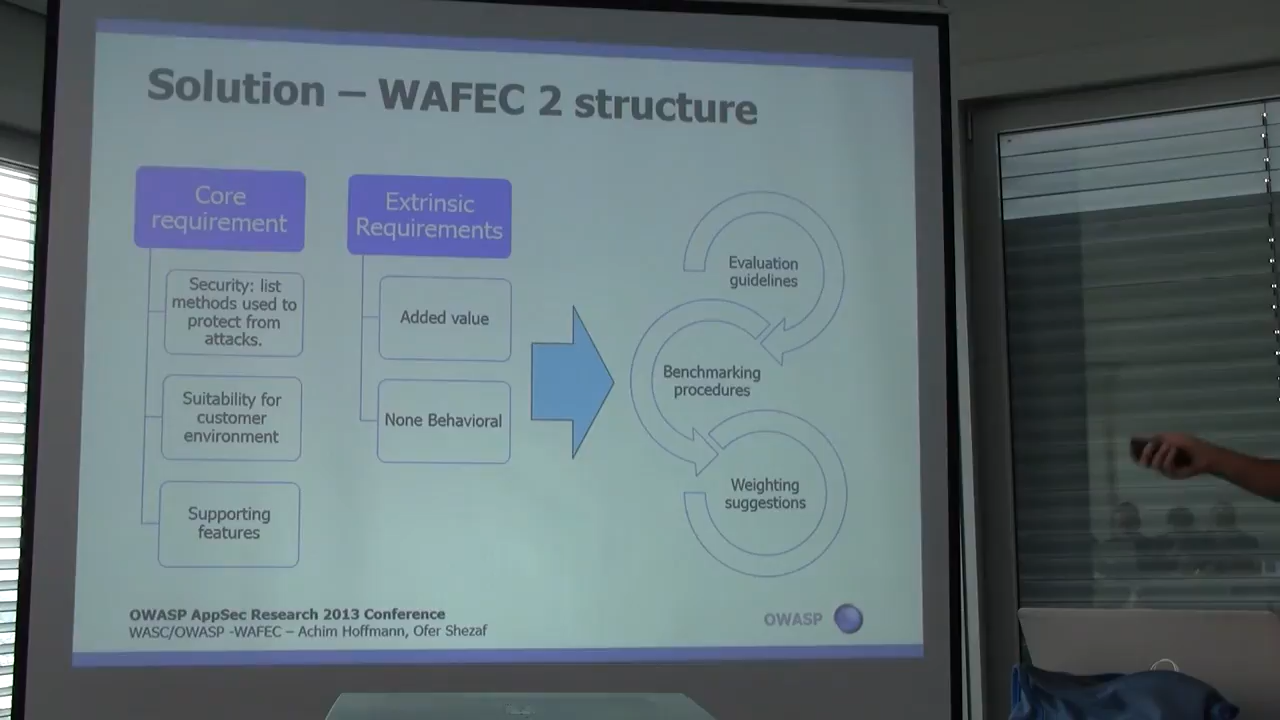 Solution – WAFEC 2 structure
Core
requirement
Security: list
methods used to
protect from
attacks.
Suitability for
customer
environment
Supporting
features
Extrinsic
Requirements
Added value
None Behavioral
Evaluation
guidelines
Benchmarking
procedures
Weighting
suggestions
OWASP AppSec Research 2013 Conference
WASC/OWASP -WAFEC – Achim Hoffmann, Ofer Shezaf
OWASP